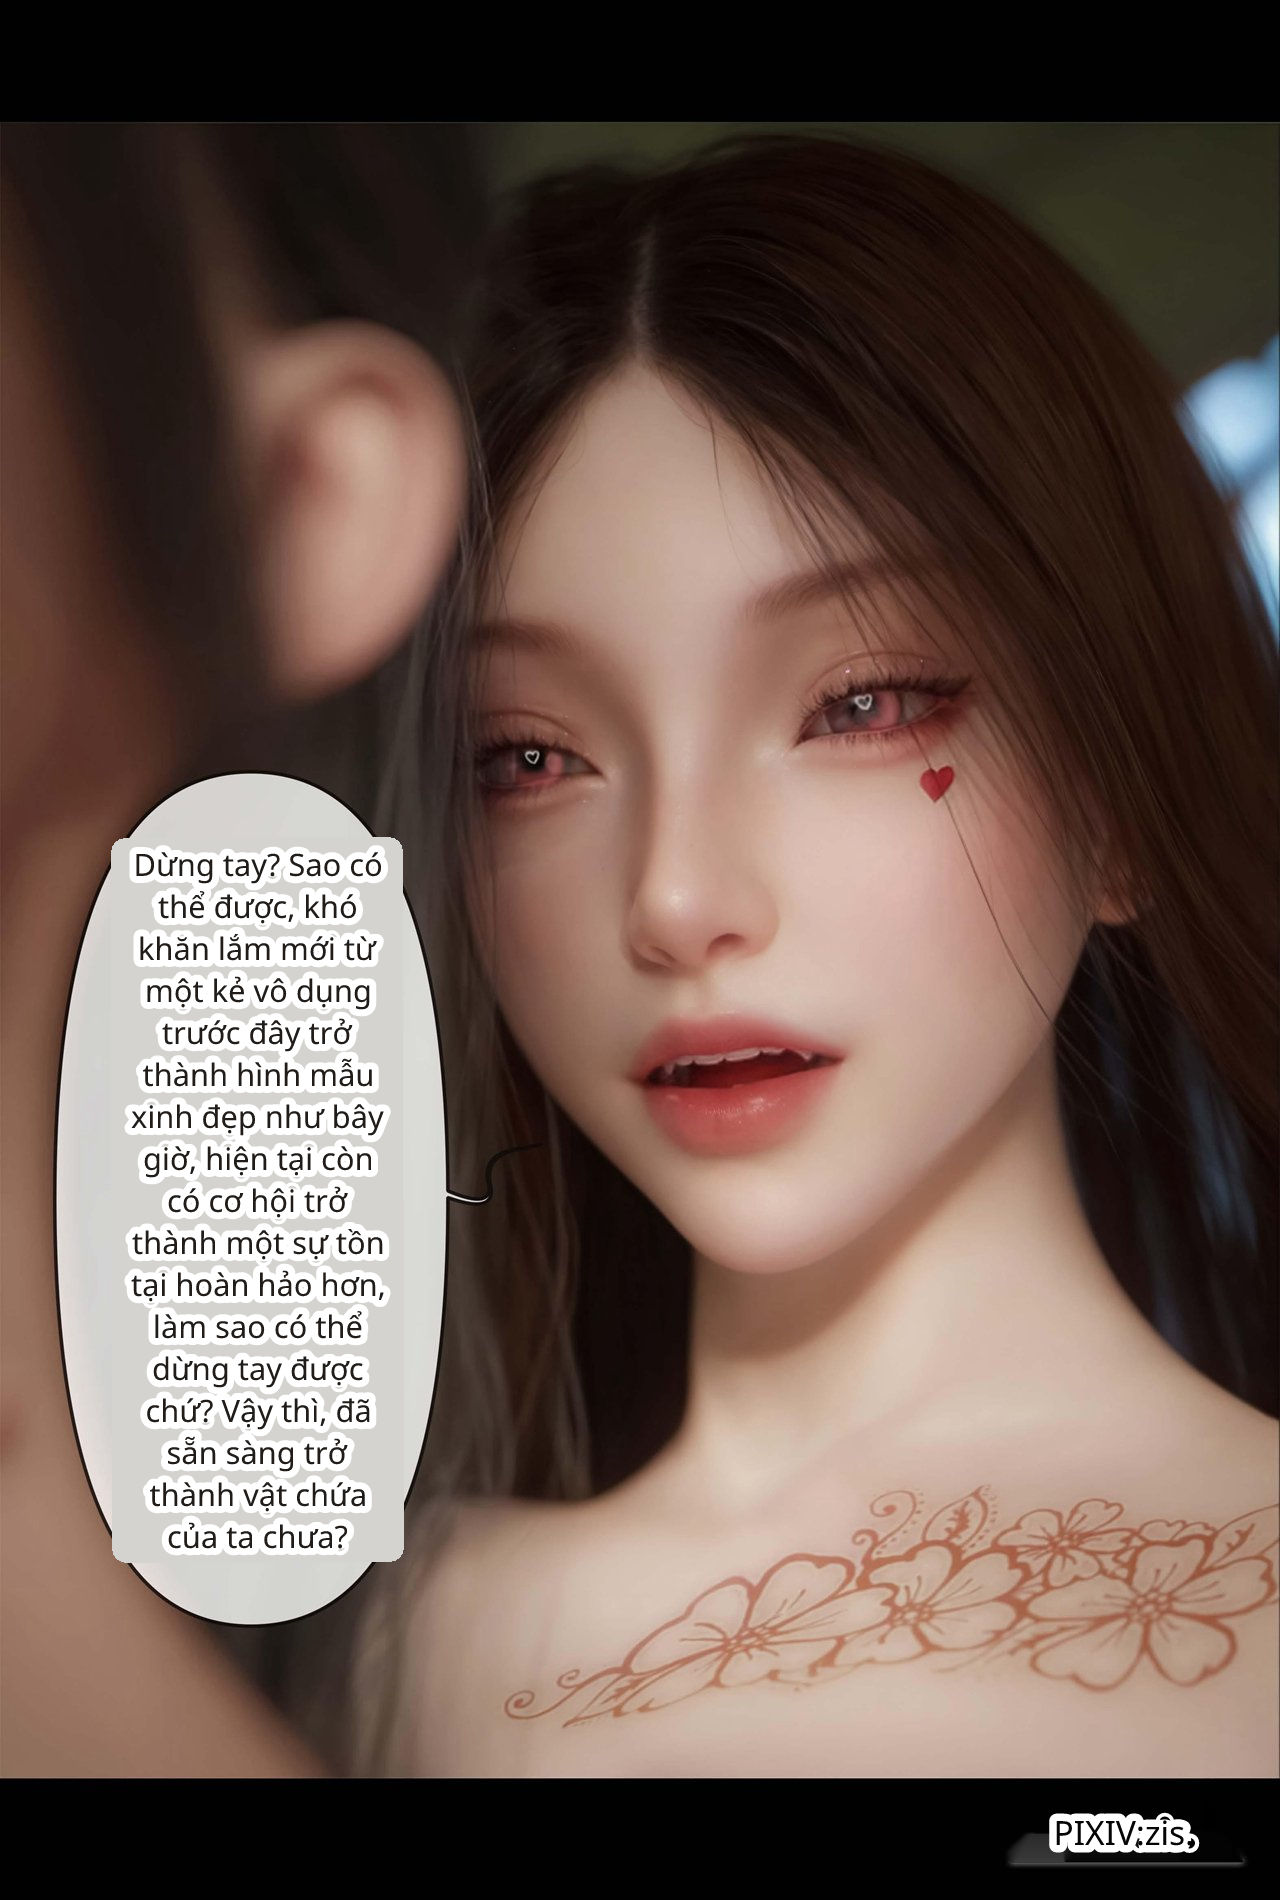 Dừng tay? Sao có
thể được, khó
khăn lắm mới từ
một kẻ vô dụng
trước đây trở
thành hình mẫu
xinh đẹp như bây
giờ, hiện tại còn
có cơ hội trở
thành một sự tồn
tại hoàn hảo hơn,
làm sao có thể
dừng tay được
chứ? Vậy thì, đã
sẵn sàng trở
thành vật chứa
của ta chưa?
PIXIV:zis,